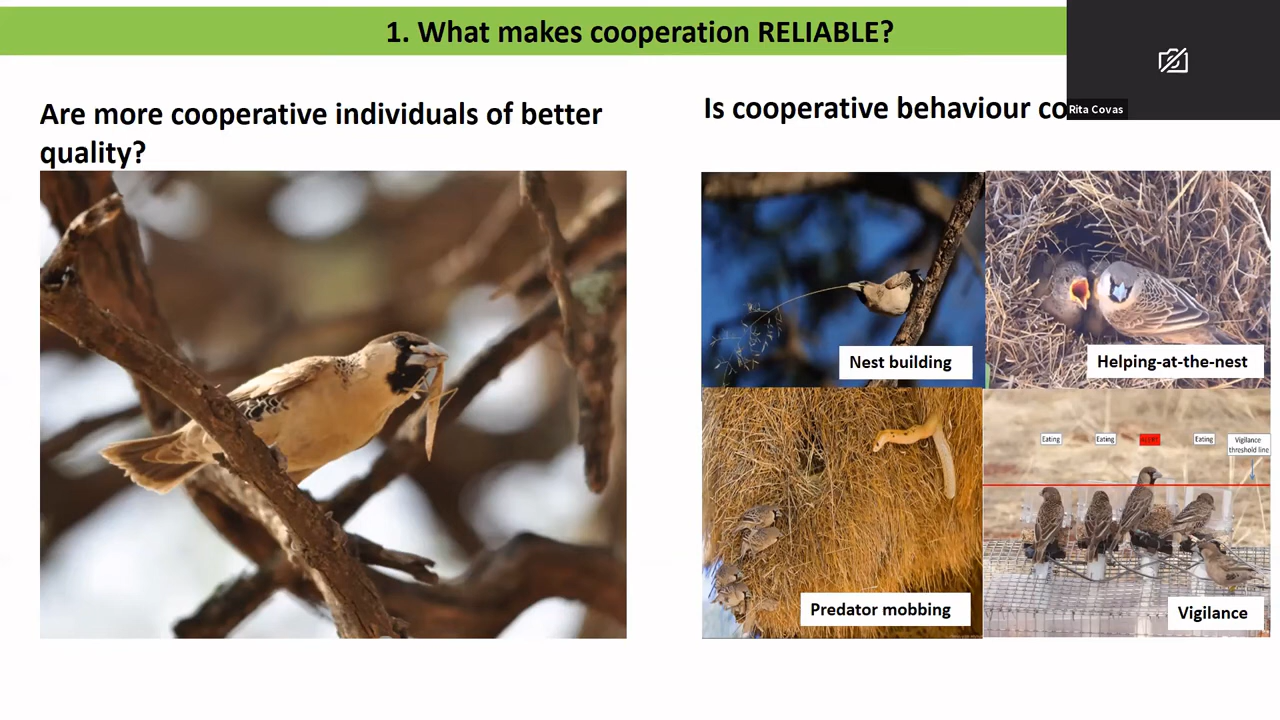 1. What makes cooperation RELIABLE?
Rita Covas
Are more cooperative individuals of better
quality?
Is cooperative behaviour
Nest building
Helping-at-the-nest
Predator mobbing
Eating
Eating
Eating
Vigilance
threshold line
Vigilance